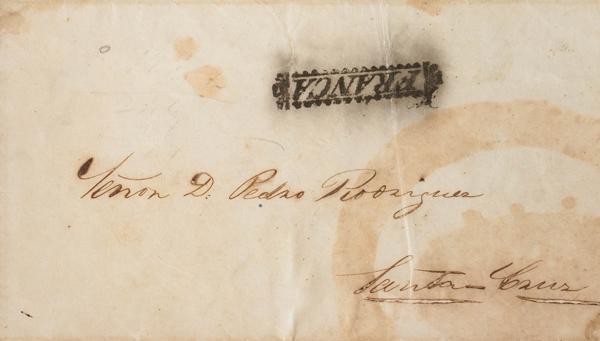 FRANCA
Señor D. Pedro Rodriguez
Santa Cruz